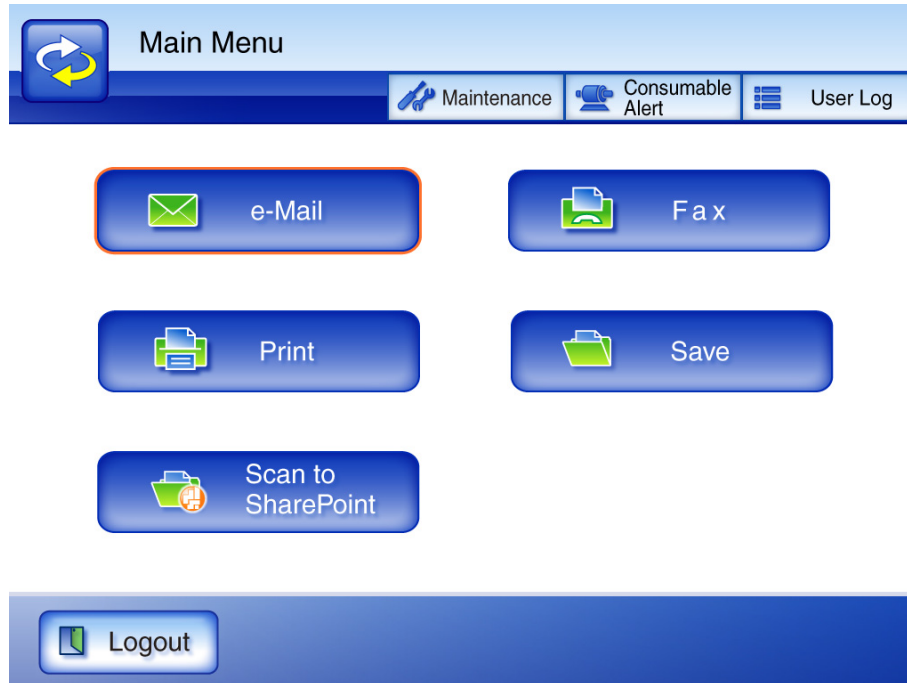 Main Menu
Maintenance
Consumable
Alert
User Log
e-Mail
Fax
Print
Save
Scan to
SharePoint
Logout